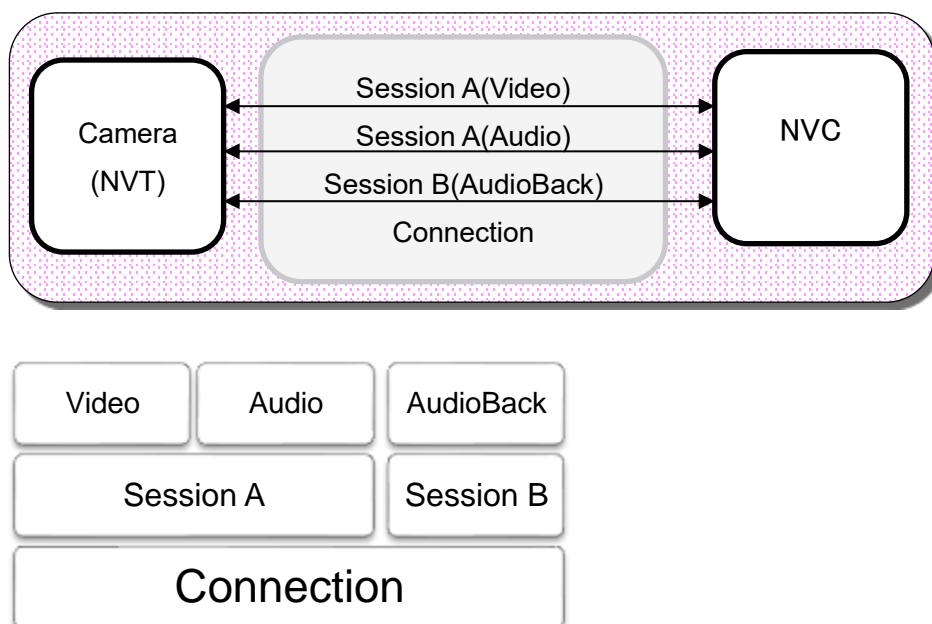 Camera
(NVT)
Session A(Video)
Session A(Audio)
Session B(AudioBack)
Connection
NVC
Video
Audio
AudioBack
Session A
Session B
Connection